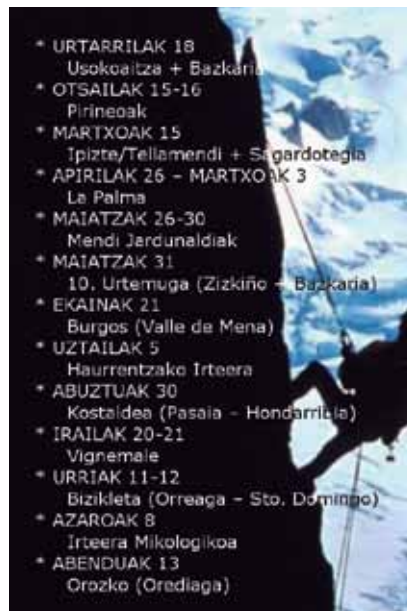 * URTARRILAK 18
Usokoaitza + Bazkaria
* OTSAILAK 15-16
Pirineoak
* MARTXOAK 15
Ipizte/Tellamendi + Sagardotegia
* APIRILAK 26 – MARTXOAK 3
La Palma
* MAIATZAK 26-30
Mendi Jardunaldiak
* MAIATZAK 31
10. Urtemuga (Zizkiño + Bazkaria)
* EKAINAK 21
Burgos (Valle de Mena)
* UZTAILAK 5
Haurrentzako Irteera
* ABUZTUAK 30
Kostaldea (Pasaia – Hondarribia)
* IRAILAK 20-21
Vignemale
* URRIAK 11-12
Bizikleta (Orreaga – Sto. Domingo)
* AZAROAK 8
Irteera Mikologikoa
* ABENDUAK 13
Orozko (Orediaga)